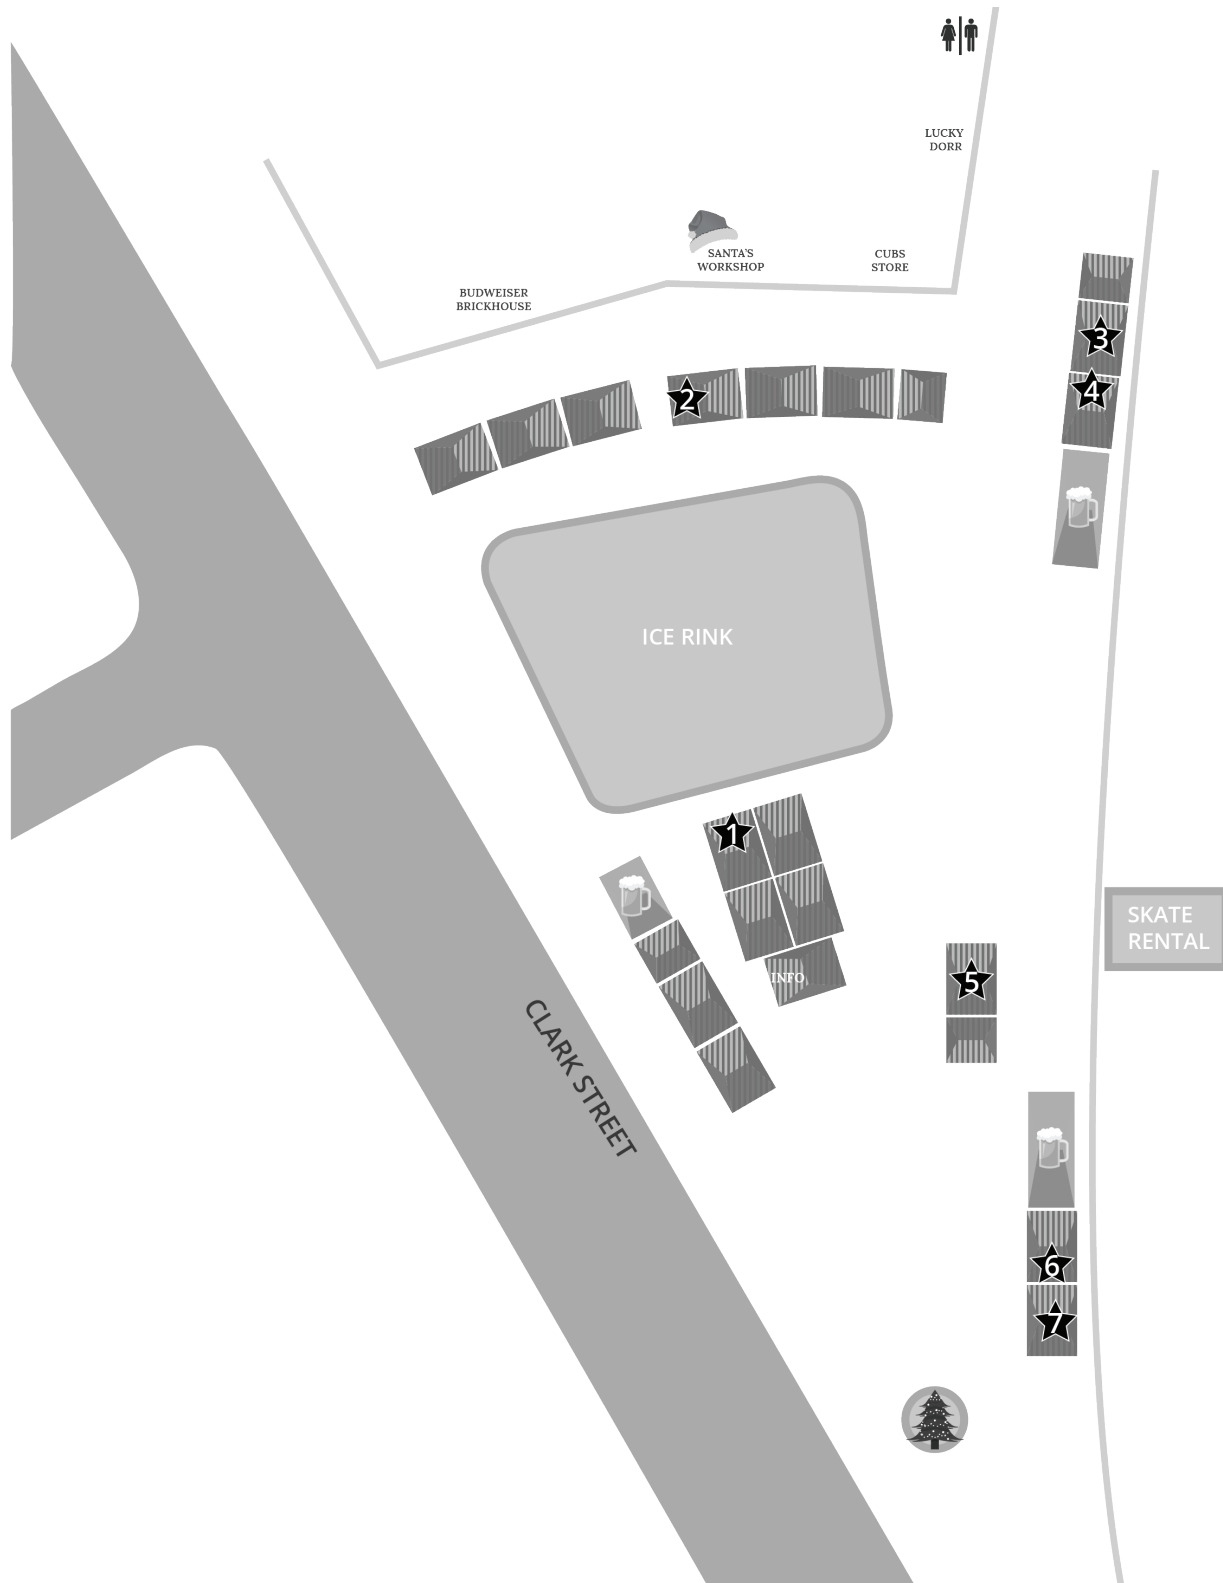 LUCKY
DORR
SANTA'S
WORKSHOP
CUBS
STORE
BUDWEISER
BRICKHOUSE
3
4
2
ICE RINK
1
SKATE
RENTAL
INFO
5
CLARK STREET
6
7